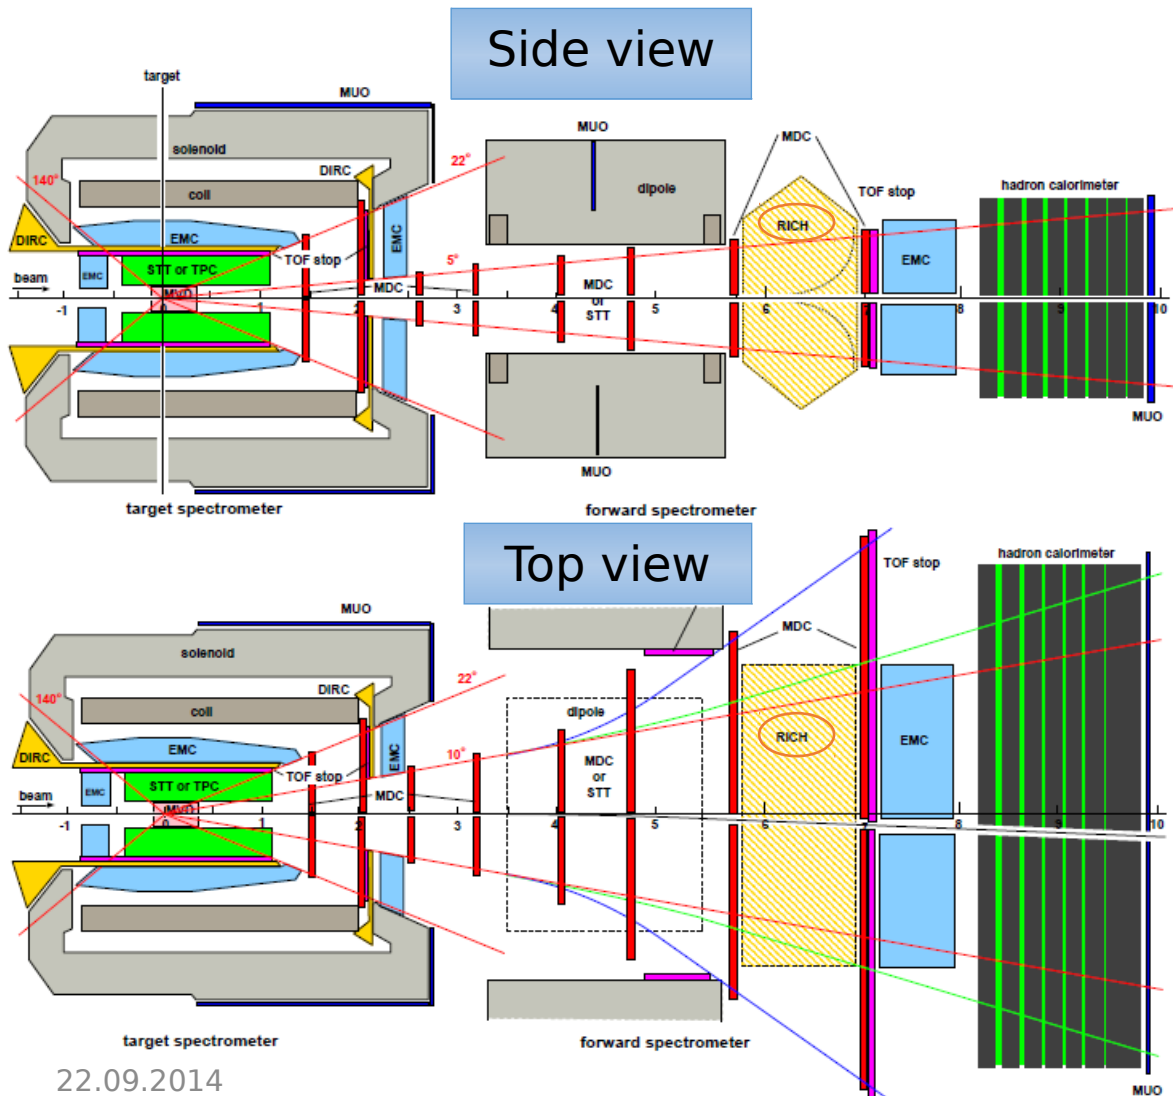 Side view
target
MUO
solenoid
140°
DIRC
22°
coil
DIRC
EMC
EMC
TOF stop
EMC
STT or TPC
beam
MVD
MDC
5°
MUO
dipole
MDC
or
STT
MDC
RICH
TOF stop
EMC
hadron calorimeter
-1 0 1 2 3 4 5 6 7 8 9 10
MUO
MUO
target spectrometer
forward spectrometer
Top view
MUO
solenoid
140°
DIRC
22°
coil
DIRC
EMC
EMC
TOF stop
EMC
STT or TPC
beam
MVD
MDC
10°
dipole
MDC
or
STT
MDC
RICH
TOF stop
EMC
hadron calorimeter
-1 0 1 2 3 4 5 6 7 8 9 10
target spectrometer
forward spectrometer
MUO
22.09.2014